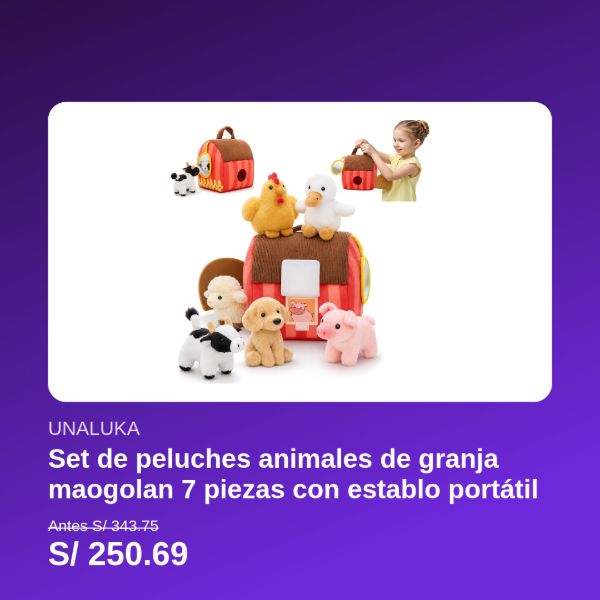 UNALUKA
Set de peluches animales de granja
maogolan 7 piezas con establo portátil
Antes S/ 343.75
S/ 250.69